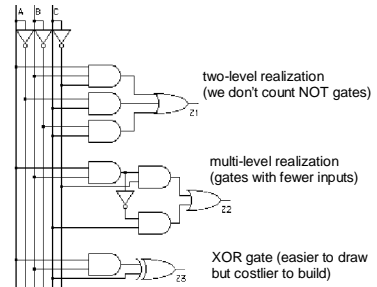 A B C
two-level realization
(we don't count NOT gates)
Z1
multi-level realization
(gates with fewer inputs)
Z2
XOR gate (easier to draw
but costlier to build)
Z3